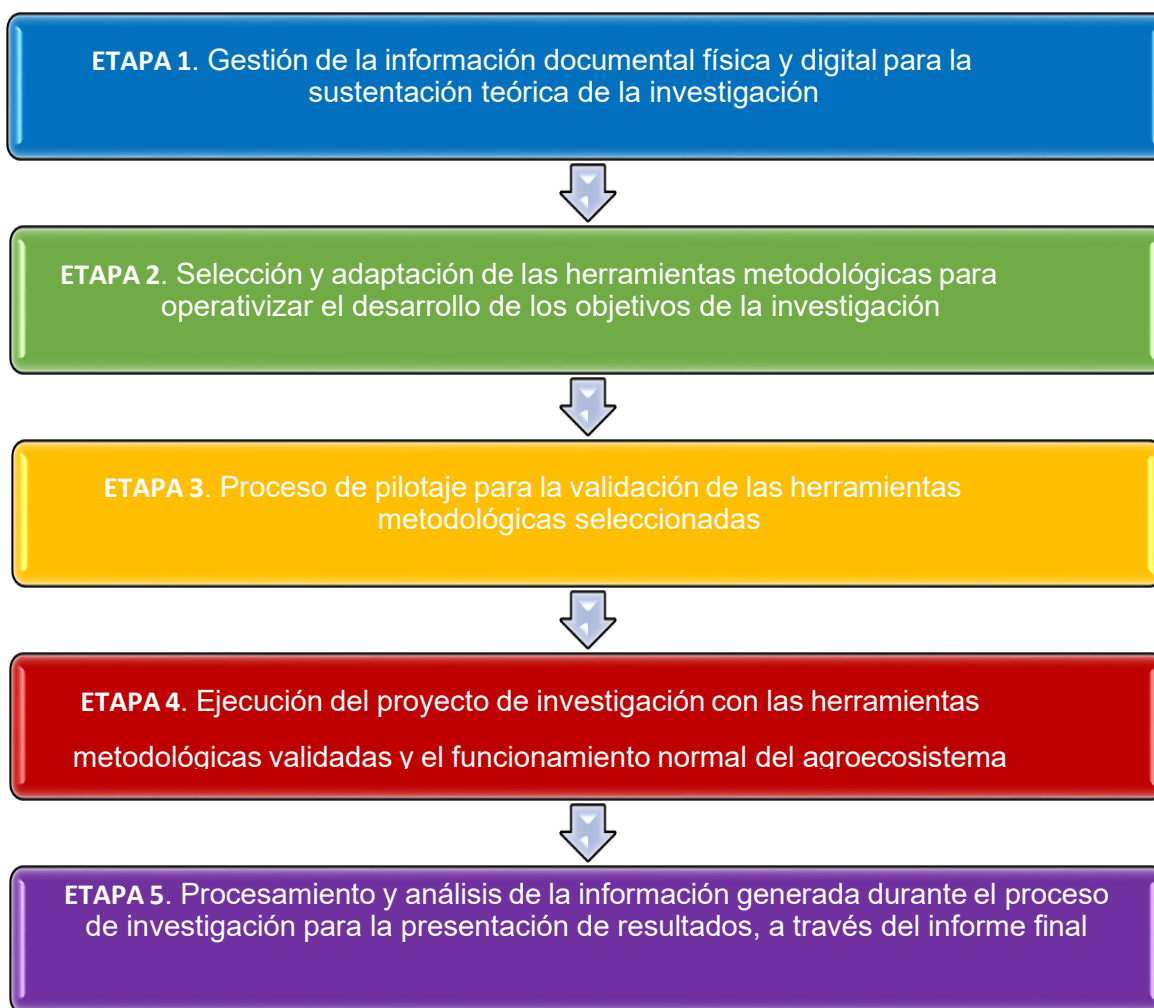 ETAPA 1. Gestión de la información documental física y digital para la
sustentación teórica de la investigación
ETAPA 2. Selección y adaptación de las herramientas metodológicas para
operativizar el desarrollo de los objetivos de la investigación
ETAPA 3. Proceso de pilotaje para la validación de las herramientas
metodológicas seleccionadas
ETAPA 4. Ejecución del proyecto de investigación con las herramientas
metodológicas validadas y el funcionamiento normal del agroecosistema
ETAPA 5. Procesamiento y análisis de la información generada durante el proceso
de investigación para la presentación de resultados, a través del informe final